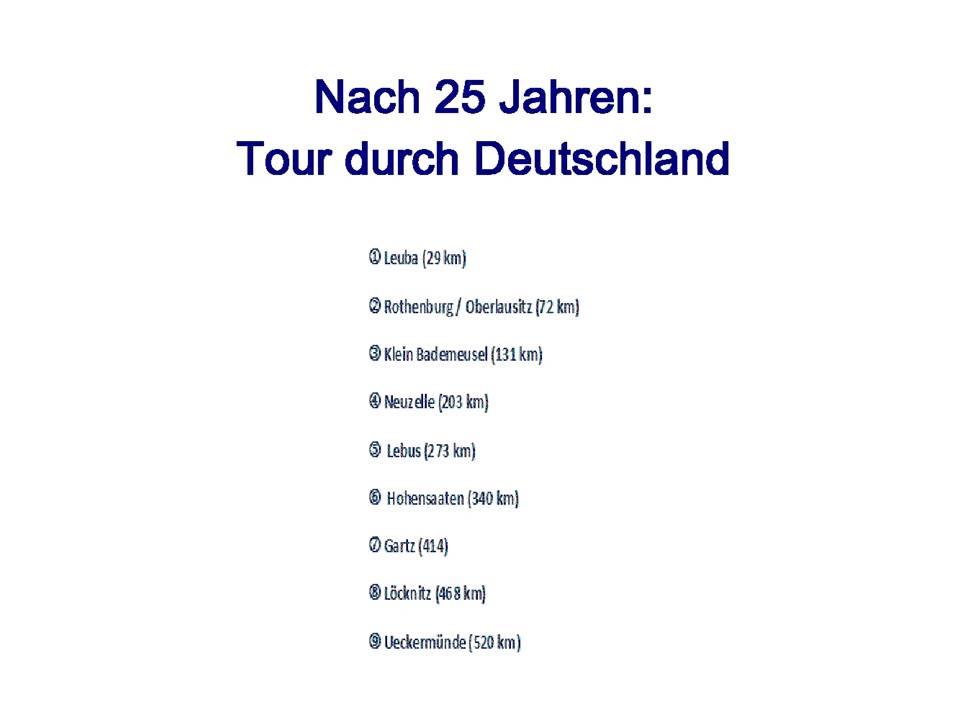 Nach 25 Jahren:
Tour durch Deutschland
① Leuba (29 km)
② Rothenburg / Oberlausitz (72 km)
③ Klein Bademeusel (131 km)
④ Neuzelle (203 km)
⑤ Lebus (273 km)
⑥ Hohensaaten (340 km)
⑦ Gartz (414)
⑧ Löcknitz (468 km)
⑨ Ueckermünde (520 km)